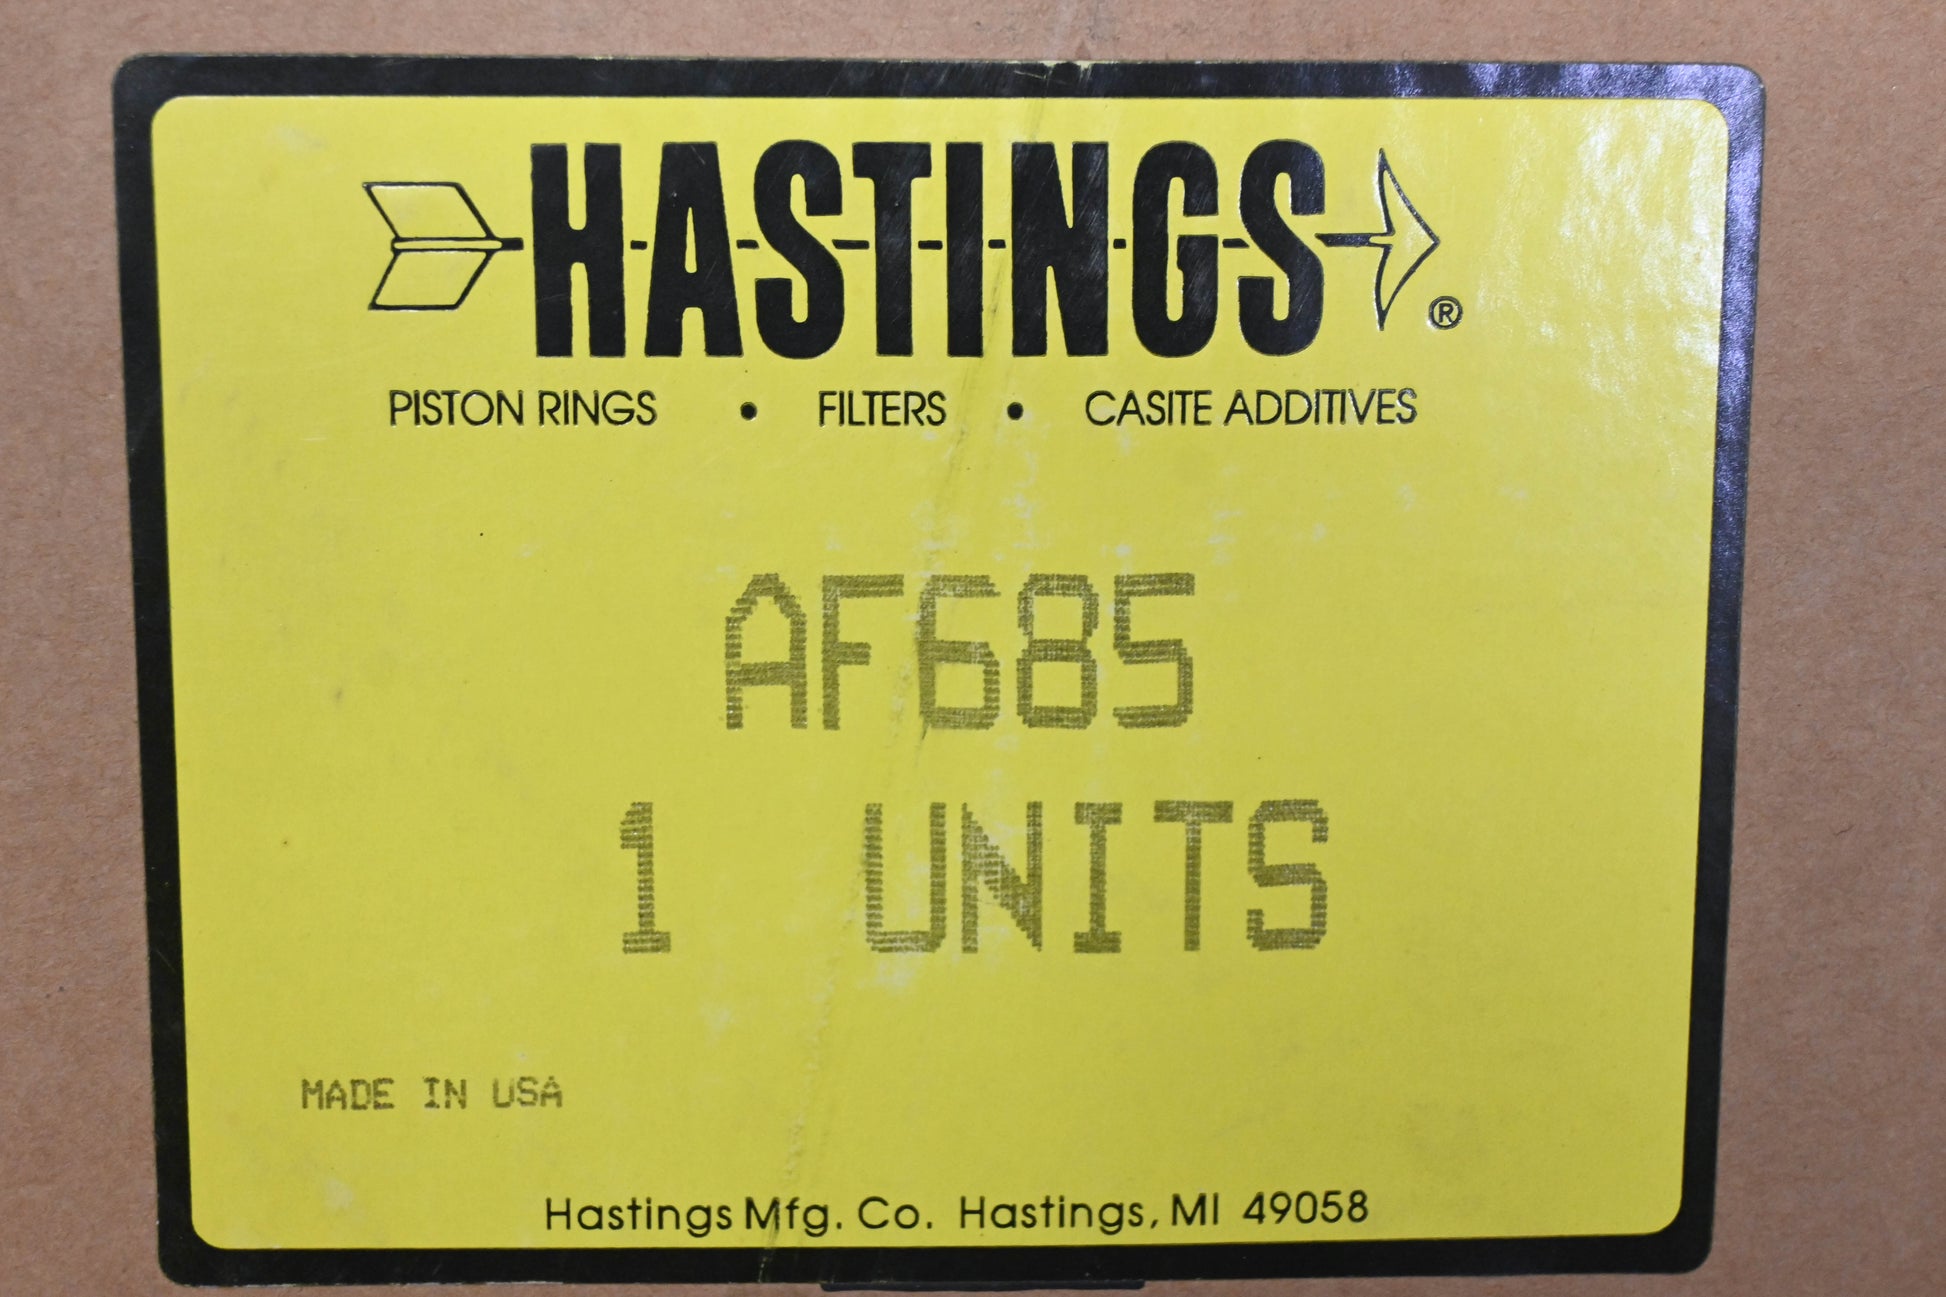 HASTINGS®
PISTON RINGS • FILTERS • CASITE ADDITIVES
AF685
1 UNITS
MADE IN USA
Hastings Mfg. Co. Hastings, MI 49058